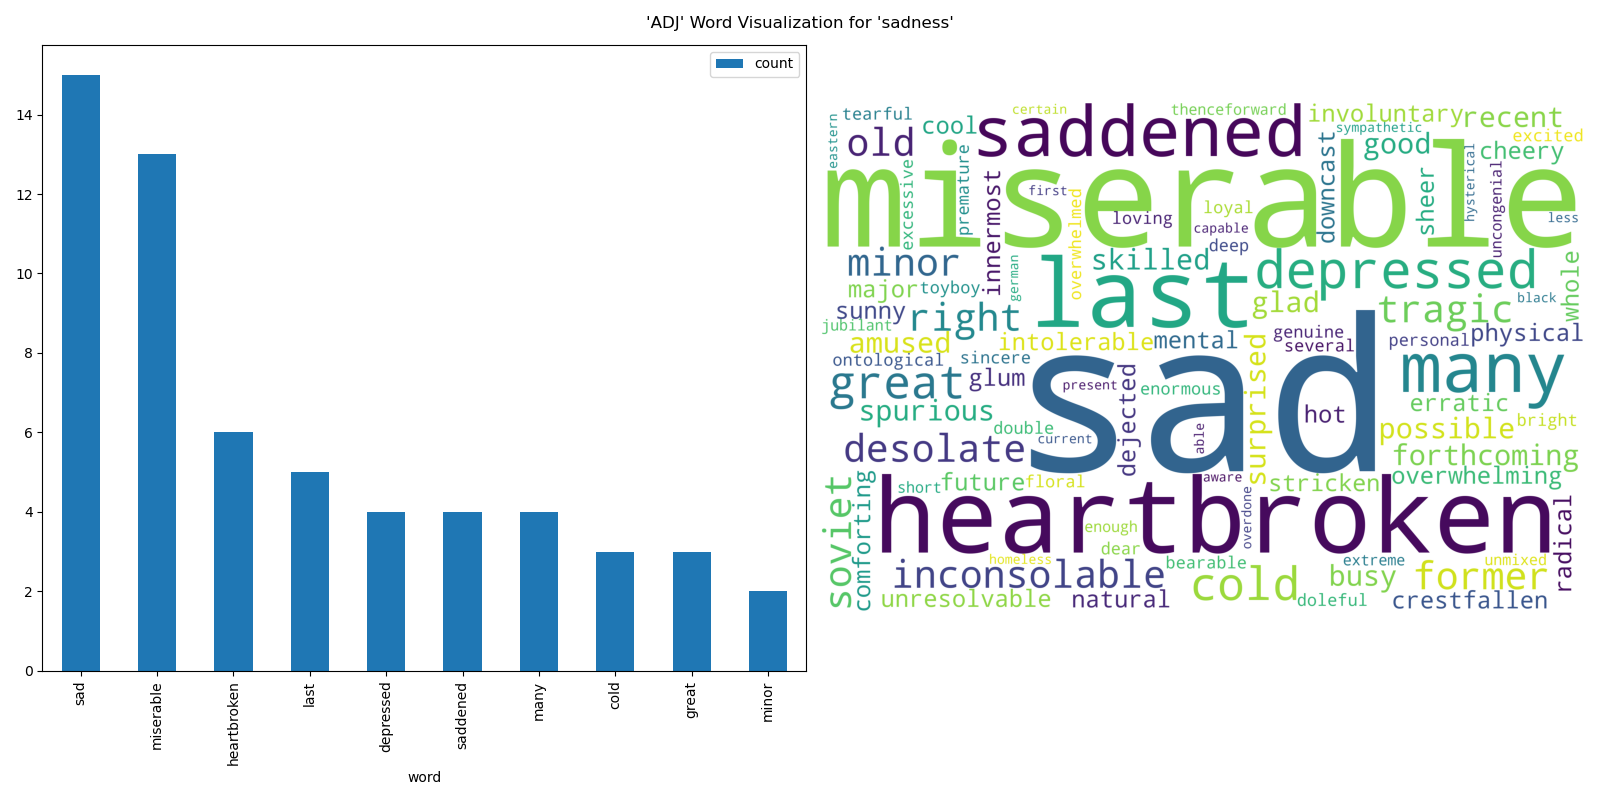 'ADJ' Word Visualization for 'sadness'
count
14
12
10
8
6
4
2
0
sad
miserable
heartbroken
last
depressed
saddened
many
cold
great
minor
word
tearful
certain
thenceforward
involuntary
recent
eastern
old
cool
saddened
sympathetic
excited
downcast
good
cheery
miserable
excessive
premature
innermost
first
overwhelmed
loving
loyal
capable
deep
sheer
hysterical
uncongenial
less
minor
german
last
skilled
depressed
whole
major
toyboy
glad
tragic
black
sunny
right
jubilant
amused
intolerable
mental
genuine
several
personal
physical
ontological
sincere
surprised
great
glum
present
dejected
enormous
sad
hot
many
erratic
spurious
double
current
able
possible
bright
desolate
forthcoming
soviet
comforting
short
future
floral
aware
stricken
overwhelming
heartbroken
overdone
radical
enough
dear
homeless
bearable
extreme
unmixed
inconsolable
cold
busy
former
unresolvable
natural
doleful
crestfallen